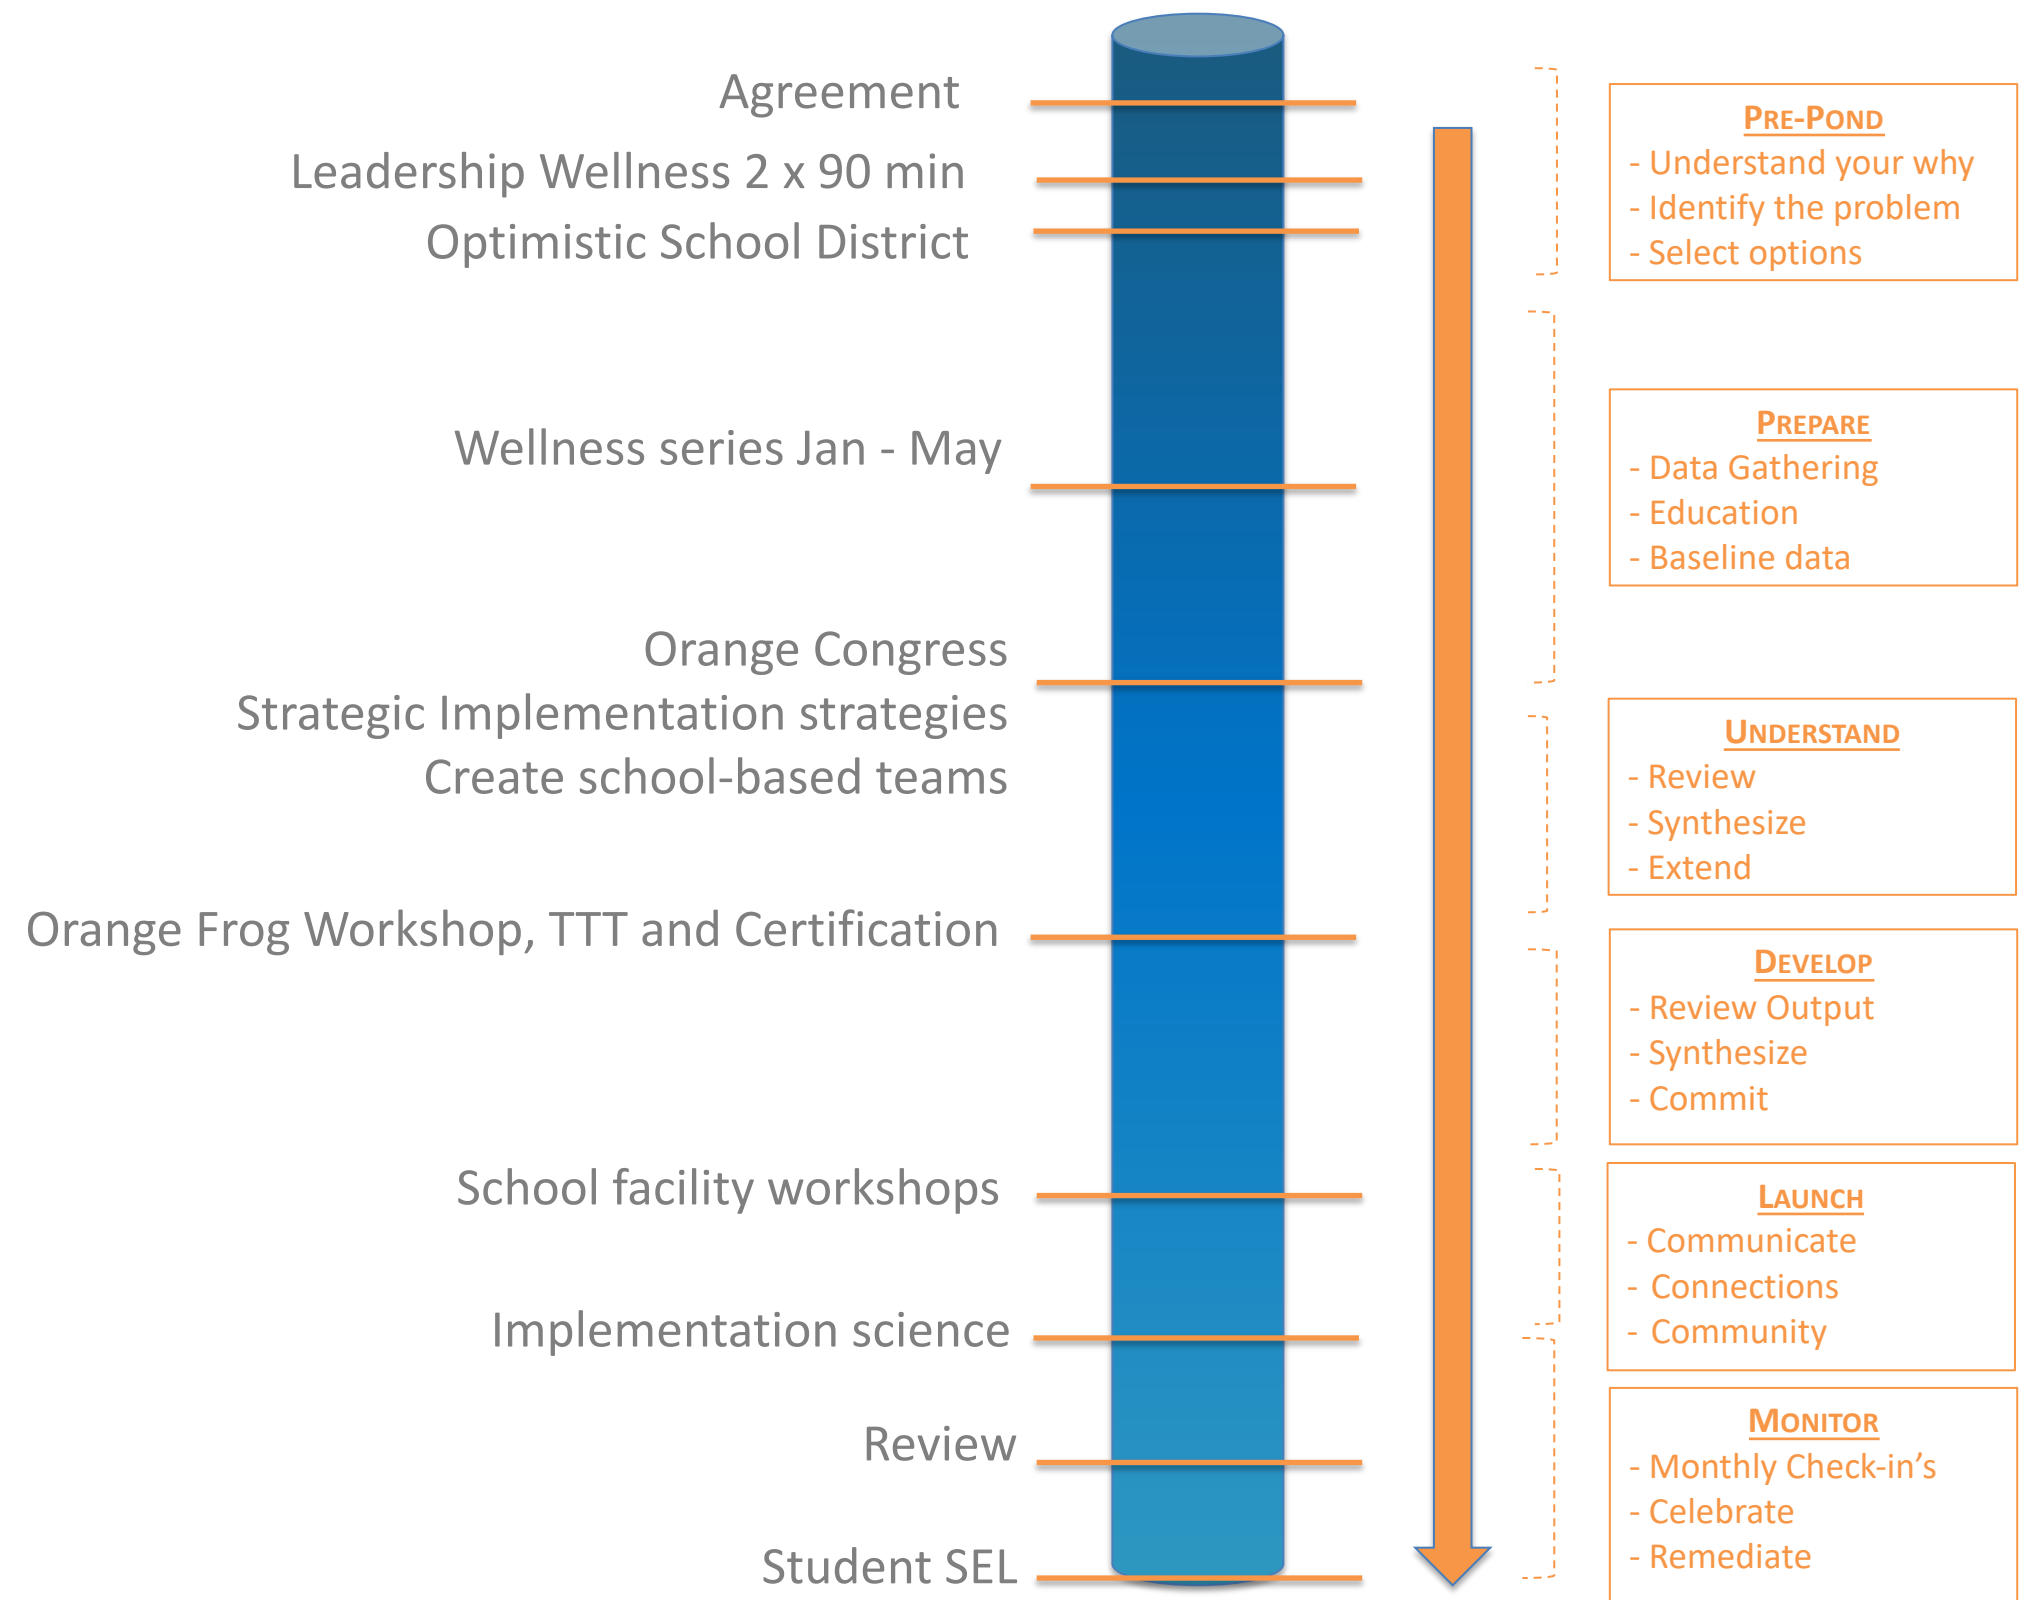 Agreement
Leadership Wellness 2 x 90 min
Optimistic School District
Wellness series Jan - May
Orange Congress
Strategic Implementation strategies
Create school-based teams
Orange Frog Workshop, TTT and Certification
School facility workshops
Implementation science
Review
Student SEL
PRE-POND
- Understand your why
- Identify the problem
- Select options
PREPARE
- Data Gathering
- Education
- Baseline data
UNDERSTAND
- Review
- Synthesize
- Extend
DEVELOP
- Review Output
- Synthesize
- Commit
LAUNCH
- Communicate
- Connections
- Community
MONITOR
- Monthly Check-in’s
- Celebrate
- Remediate